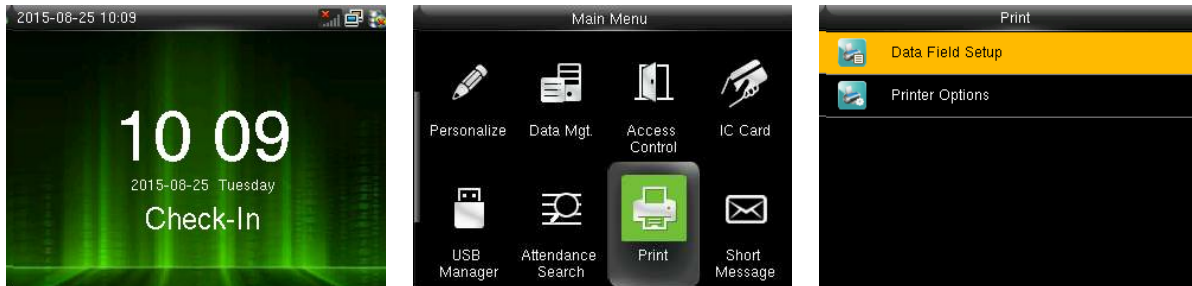 2015-08-25 10:09
10 09
2015-08-25 Tuesday
Check-In
Main Menu
Personalize
Data Mgt.
Access
Control
IC Card
USB
Manager
Attendance
Search
Print
Short
Message
Print
Data Field Setup
Printer Options